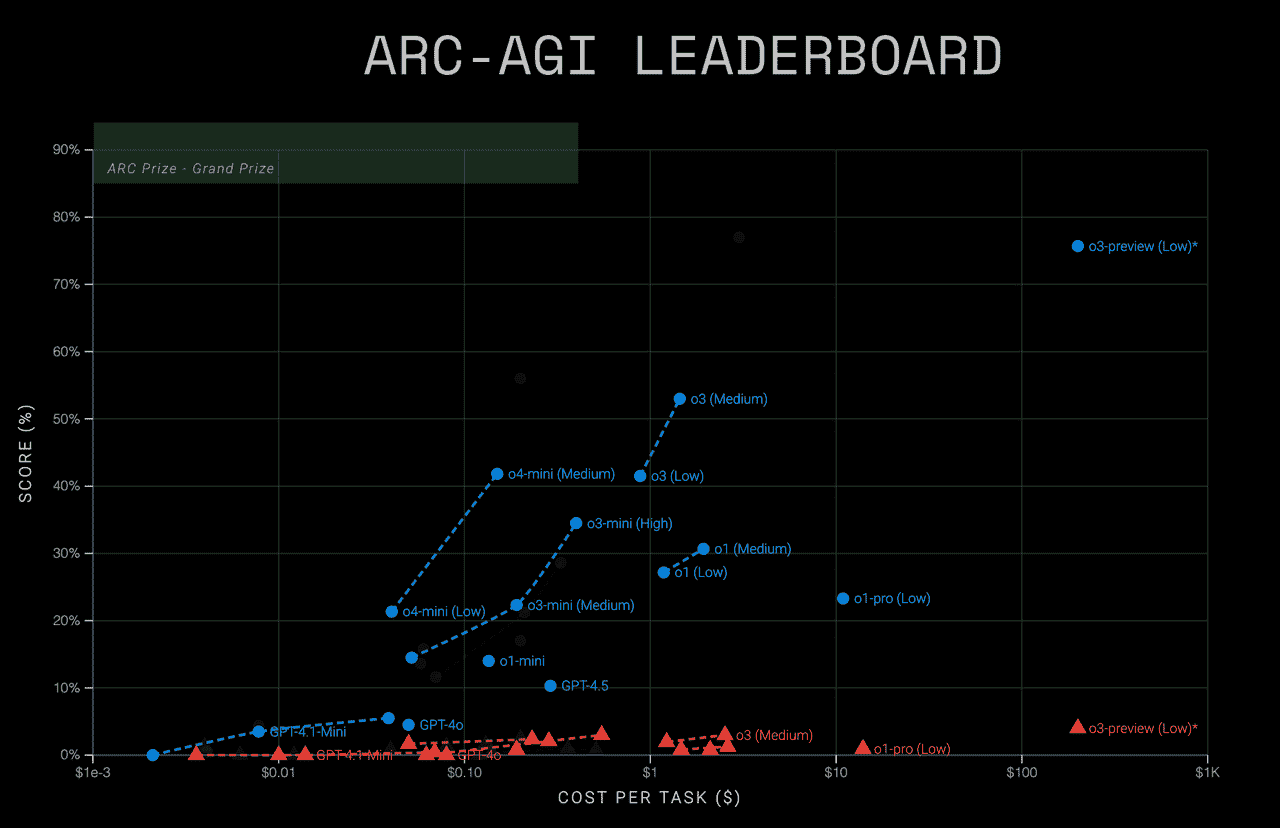 ARC-AGI LEADERBOARD
90%
ARC Prize - Grand Prize
80%
o3-preview (Low)*
70%
60%
o3 (Medium)
50%
o4-mini (Medium)
o3 (Low)
40%
o3-mini (High)
o1 (Medium)
30%
o1 (Low)
o1-pro (Low)
o3-mini (Medium)
o4-mini (Low)
20%
o1-mini
GPT-4.5
10%
GPT-4o
GPT-4.1-Mini
o3-preview (Low)*
o3 (Medium)
o1-pro (Low)
GPT-4.1-Mini
GPT-4o
0%
$1e-3
$0.01
$0.10
$1
$10
$100
$1K
SCORE (%)
COST PER TASK ($)